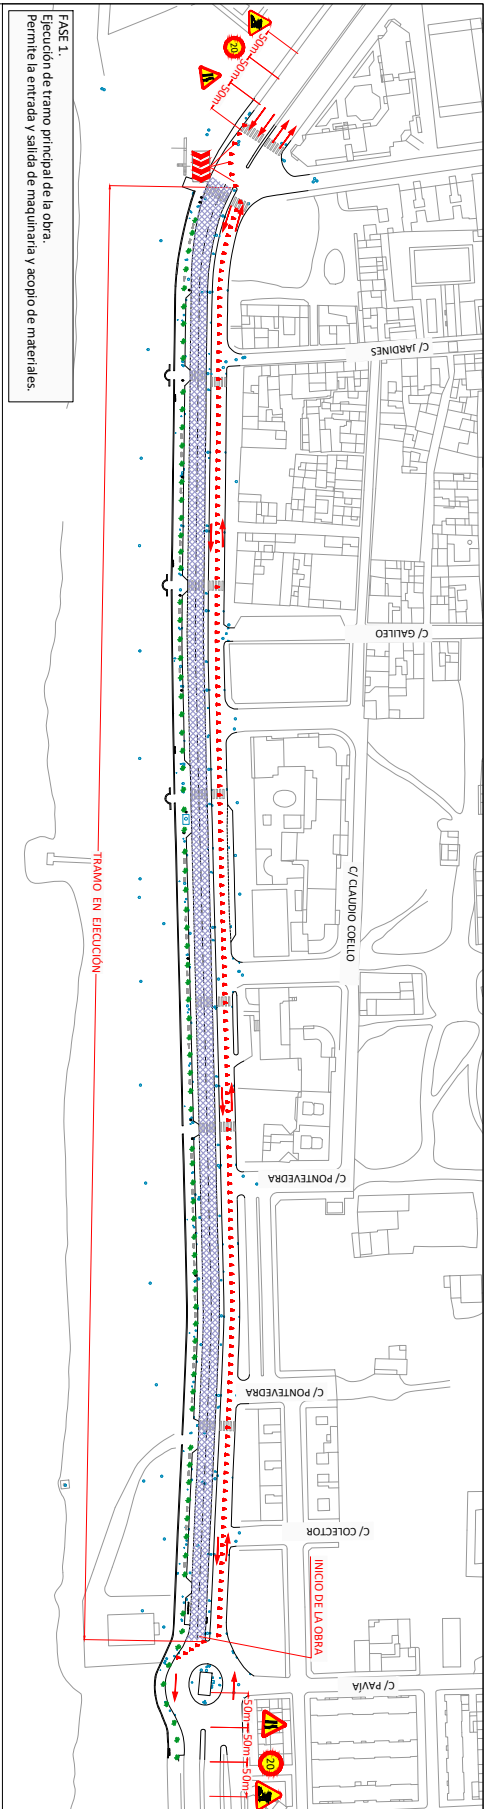 FASE 1.
Ejecución de tramo principal de la obra.
Permite la entrada y salida de maquinaria y acopio de materiales.
50m
50m
50m
20
C/ JARDINES
C/ GALILEO
C/ CLAUDIO COELLO
TRAMO EN EJECUCIÓN
C/ PONTEVEDRA
C/ PONTEVEDRA
C/ COLECTOR
INICIO DE LA OBRA
C/ PAVÍA
50m
50m
50m
20